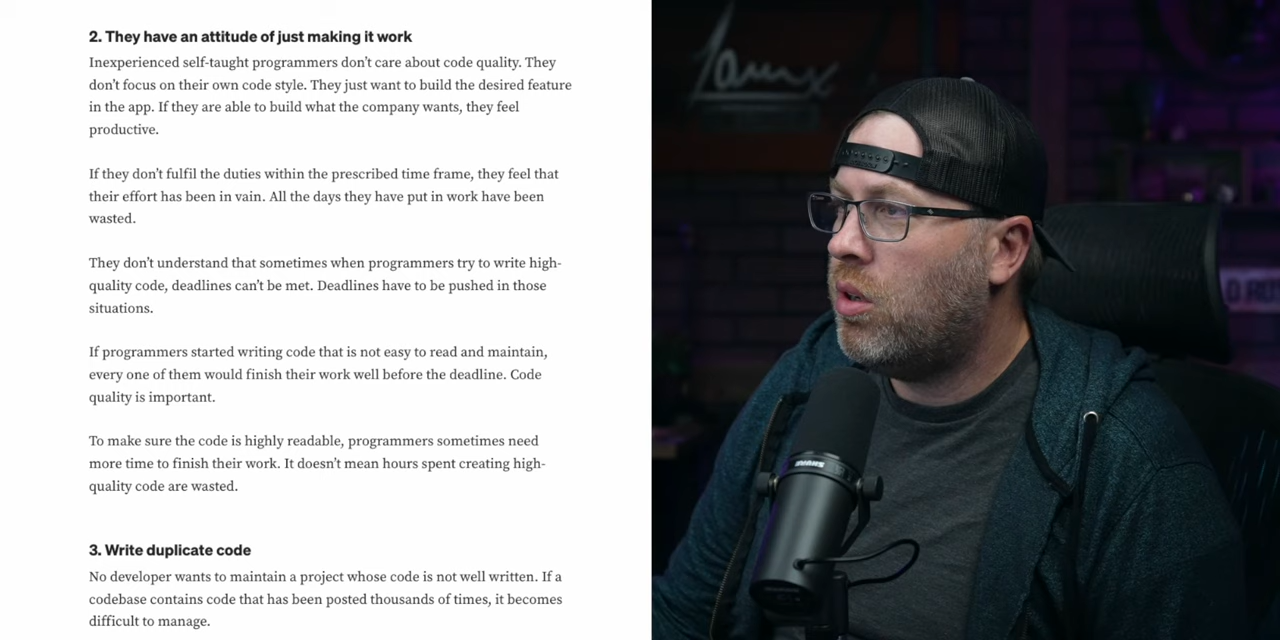 2. They have an attitude of just making it work
Inexperienced self-taught programmers don’t care about code quality. They
don’t focus on their own code style. They just want to build the desired feature
in the app. If they are able to build what the company wants, they feel
productive.
If they don’t fulfil the duties within the prescribed time frame, they feel that
their effort has been in vain. All the days they have put in work have been
wasted.
They don’t understand that sometimes when programmers try to write high-
quality code, deadlines can’t be met. Deadlines have to be pushed in those
situations.
If programmers started writing code that is not easy to read and maintain,
every one of them would finish their work well before the deadline. Code
quality is important.
To make sure the code is highly readable, programmers sometimes need
more time to finish their work. It doesn’t mean hours spent creating high-
quality code are wasted.
3. Write duplicate code
No developer wants to maintain a project whose code is not well written. If a
codebase contains code that has been posted thousands of times, it becomes
difficult to manage.
SHURE